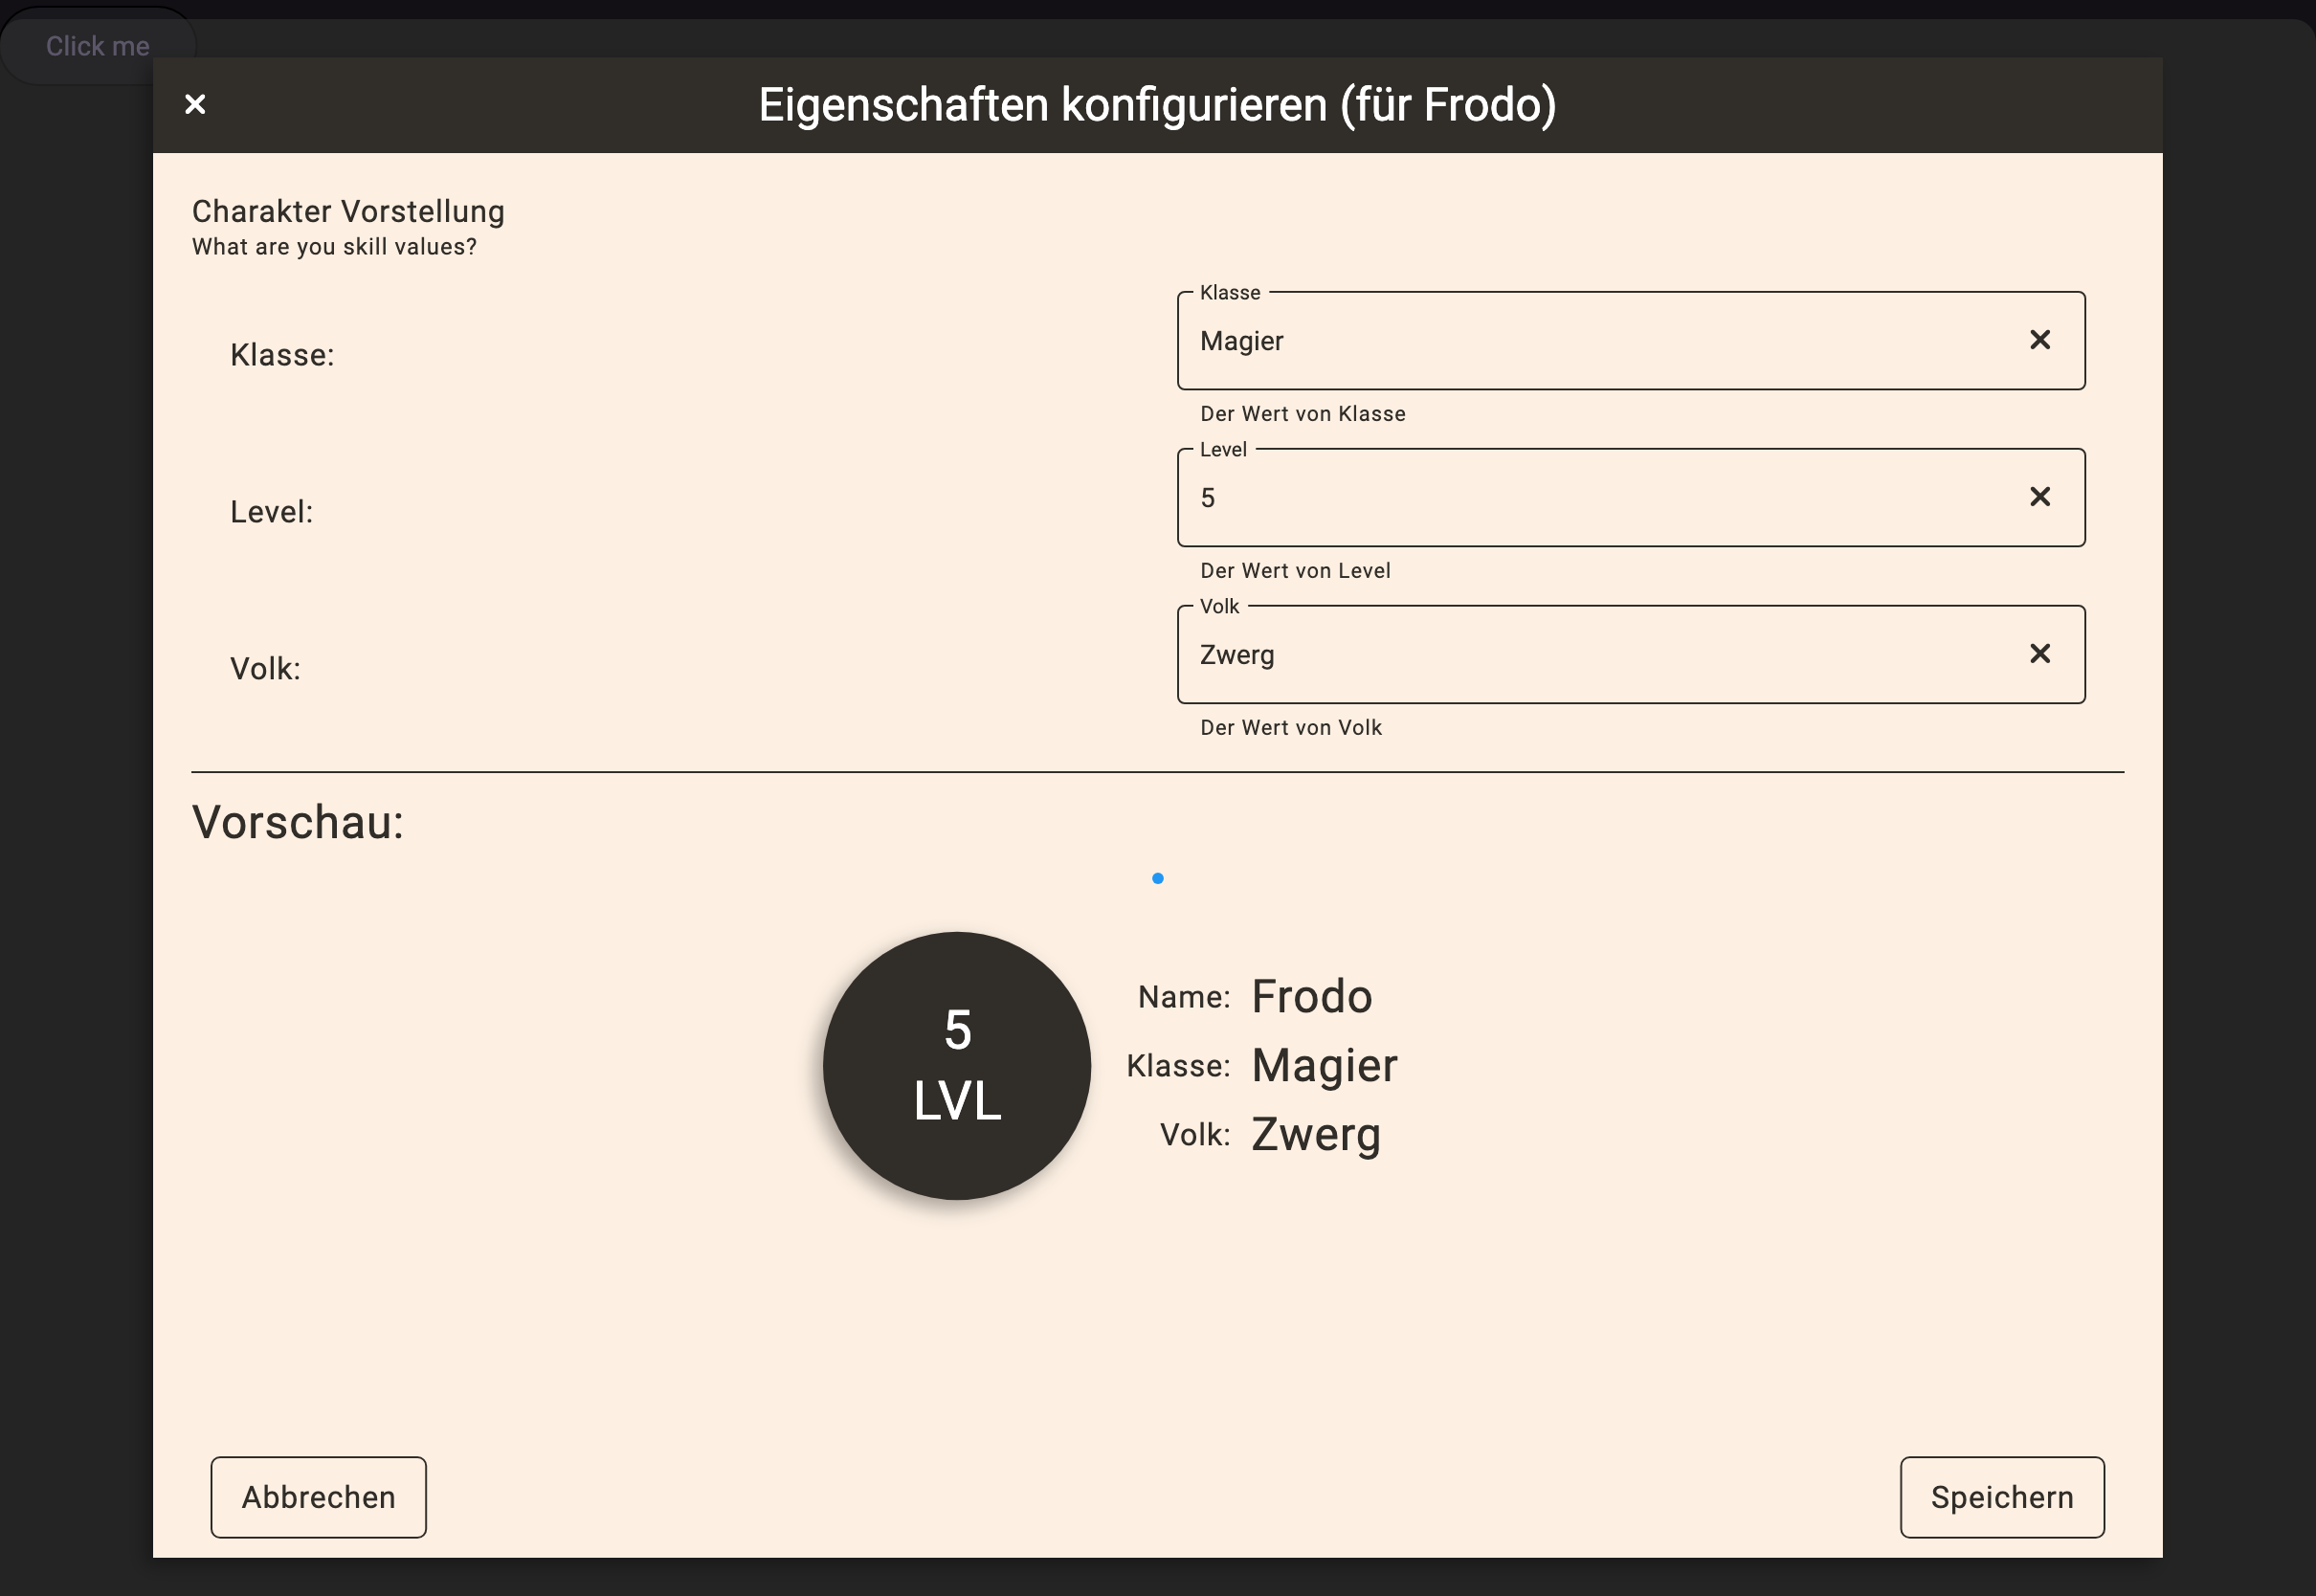 Click me
Eigenschaften konfigurieren (für Frodo)
Charakter Vorstellung
What are you skill values?
Klasse:
Klasse
Magier
Der Wert von Klasse
Level:
Level
5
Der Wert von Level
Volk:
Volk
Zwerg
Der Wert von Volk
Vorschau:
5
LVL
Name: Frodo
Klasse: Magier
Volk: Zwerg
Abbrechen
Speichern